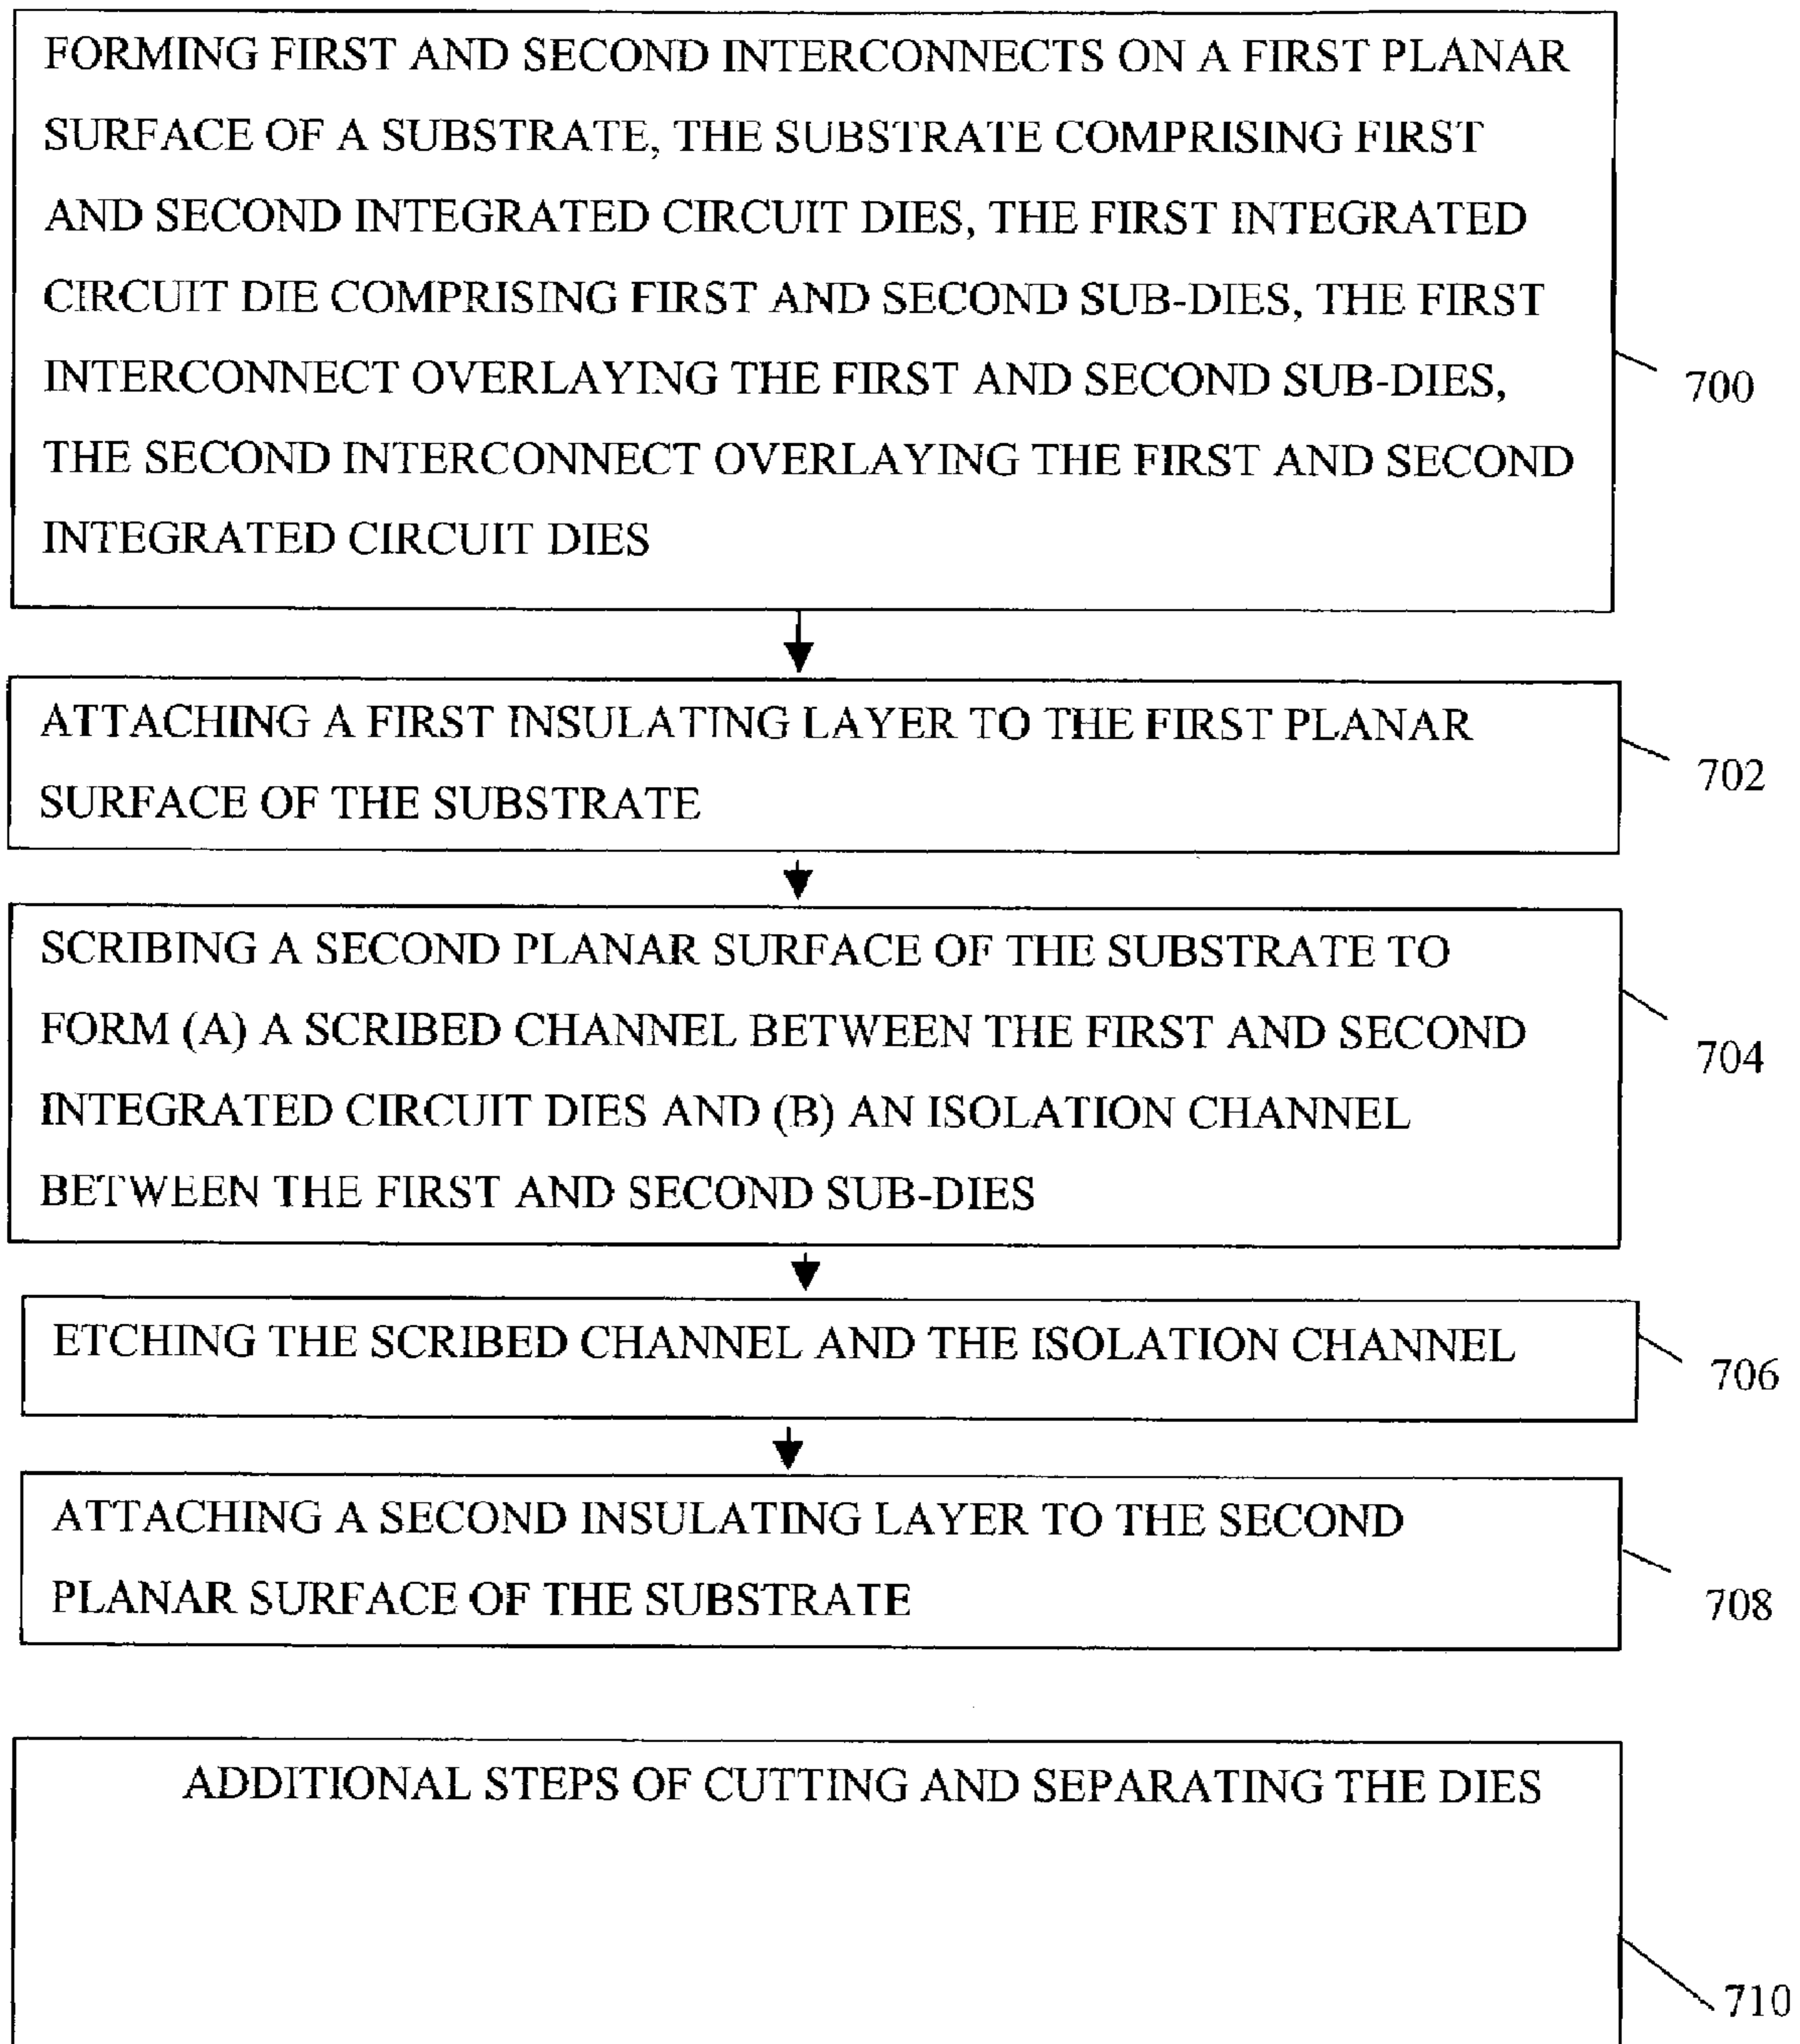 FORMING FIRST AND SECOND INTERCONNECTS ON A FIRST PLANAR
SURFACE OF A SUBSTRATE, THE SUBSTRATE COMPRISING FIRST
AND SECOND INTEGRATED CIRCUIT DIES, THE FIRST INTEGRATED
CIRCUIT DIE COMPRISING FIRST AND SECOND SUB-DIES, THE FIRST
INTERCONNECT OVERLAYING THE FIRST AND SECOND SUB-DIES,
THE SECOND INTERCONNECT OVERLAYING THE FIRST AND SECOND
INTEGRATED CIRCUIT DIES
700
ATTACHING A FIRST INSULATING LAYER TO THE FIRST PLANAR
SURFACE OF THE SUBSTRATE
702
SCRIBING A SECOND PLANAR SURFACE OF THE SUBSTRATE TO
FORM (A) A SCRIBED CHANNEL BETWEEN THE FIRST AND SECOND
INTEGRATED CIRCUIT DIES AND (B) AN ISOLATION CHANNEL
BETWEEN THE FIRST AND SECOND SUB-DIES
704
ETCHING THE SCRIBED CHANNEL AND THE ISOLATION CHANNEL
706
ATTACHING A SECOND INSULATING LAYER TO THE SECOND
PLANAR SURFACE OF THE SUBSTRATE
708
ADDITIONAL STEPS OF CUTTING AND SEPARATING THE DIES
710